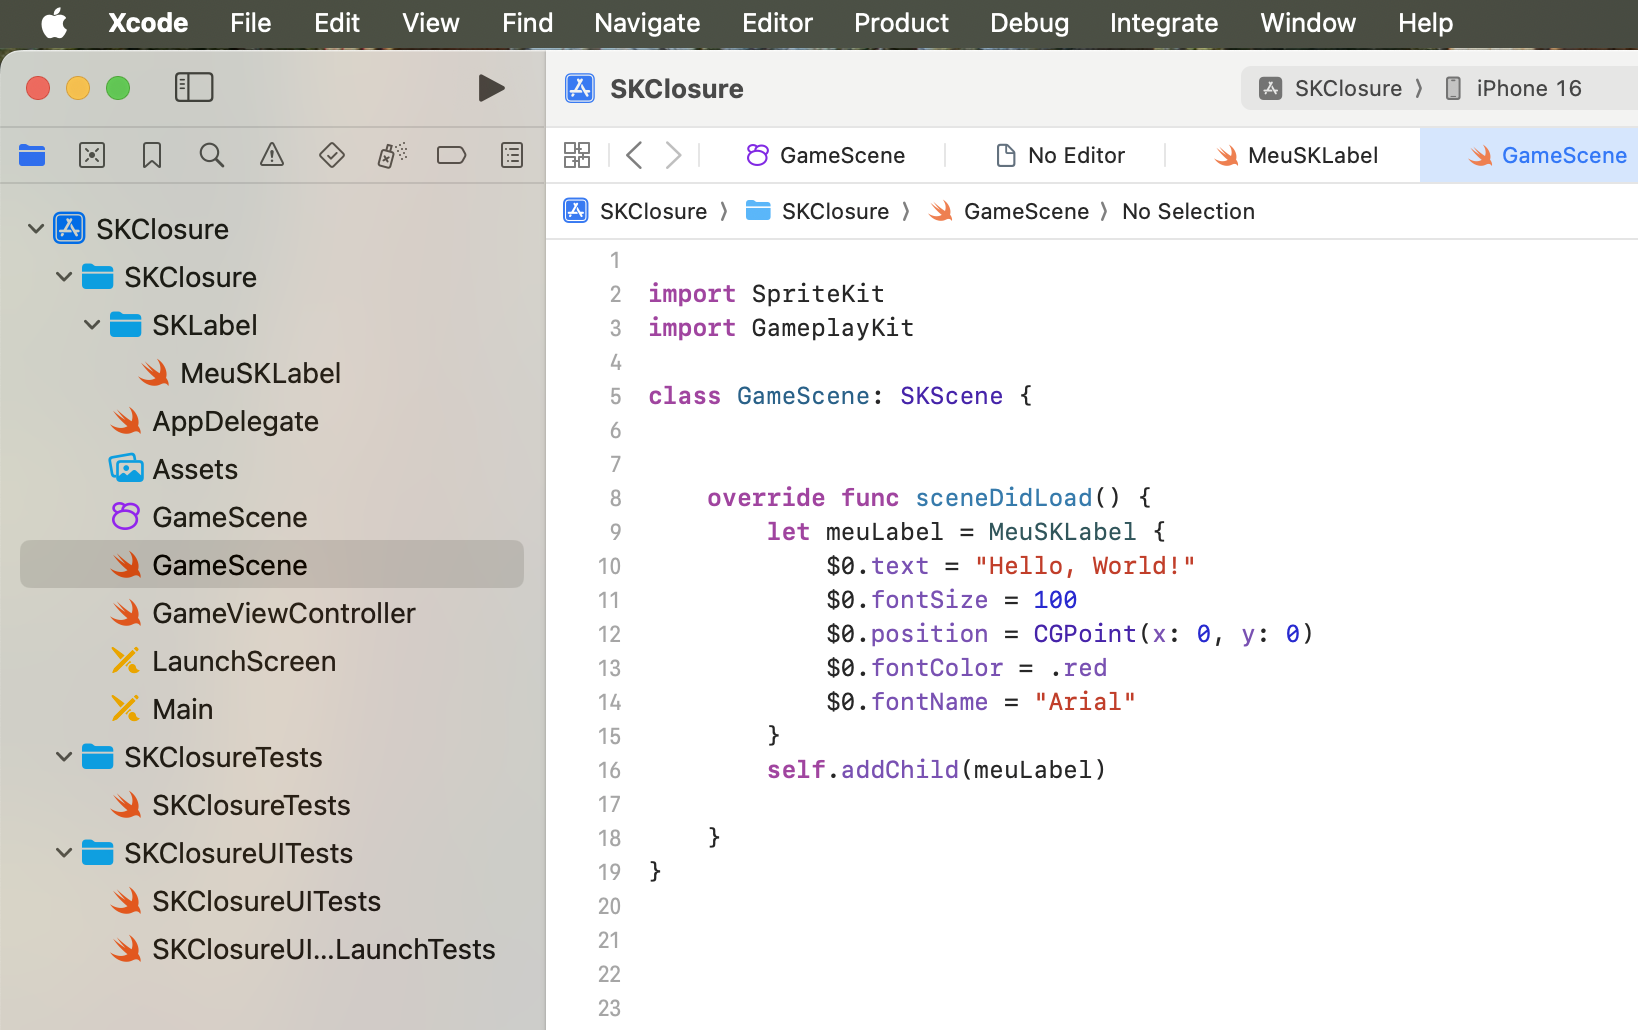 Xcode File Edit View Find Navigate Editor Product Debug Integrate Window Help
SKClosure SKClosure 〉 iPhone 16
GameScene No Editor MeuSKLabel GameScene
SKClosure 〉 SKClosure 〉 GameScene 〉 No Selection
SKClosure
SKClosure
SKLabel
MeuSKLabel
AppDelegate
Assets
GameScene
GameScene
GameViewController
LaunchScreen
Main
SKClosureTests
SKClosureTests
SKClosureUITests
SKClosureUITests
SKClosureUI...LaunchTests
1
2 import SpriteKit
3 import GameplayKit
4
5 class GameScene: SKScene {
6
7
8 override func sceneDidLoad() {
9 let meuLabel = MeuSKLabel {
10 $0.text = "Hello, World!"
11 $0.fontSize = 100
12 $0.position = CGPoint(x: 0, y: 0)
13 $0.fontColor = .red
14 $0.fontName = "Arial"
15 }
16 self.addChild(meuLabel)
17
18 }
19 }
20
21
22
23